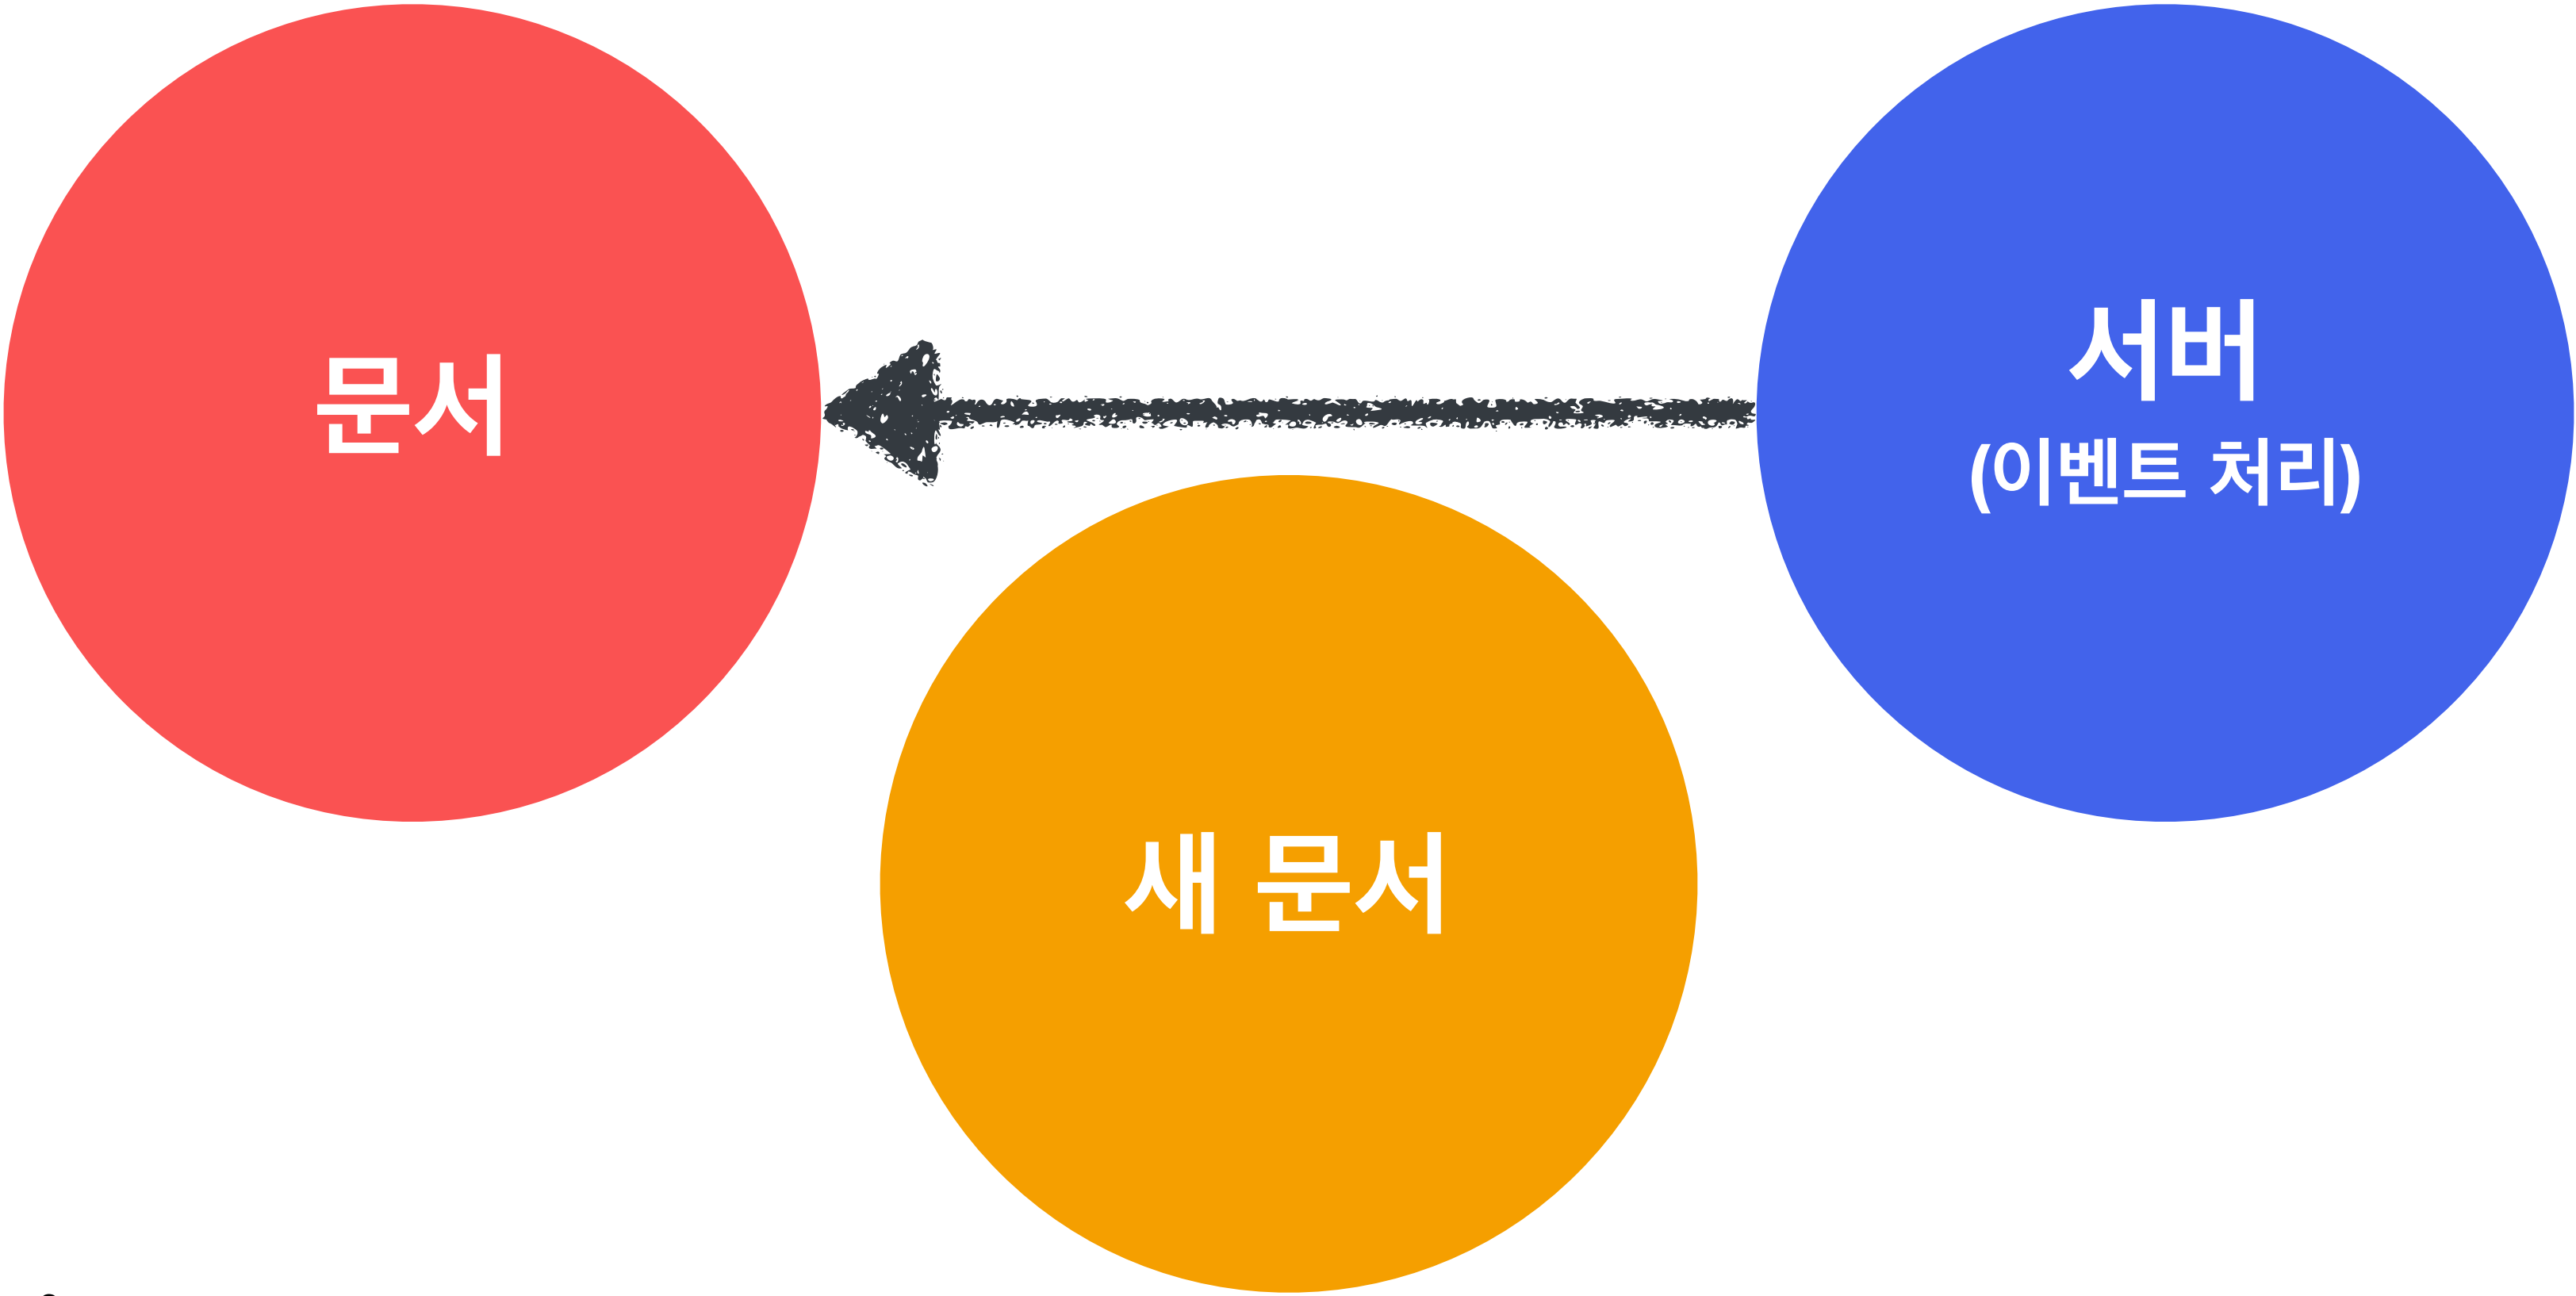 문서
서버
(이벤트 처리)
새 문서